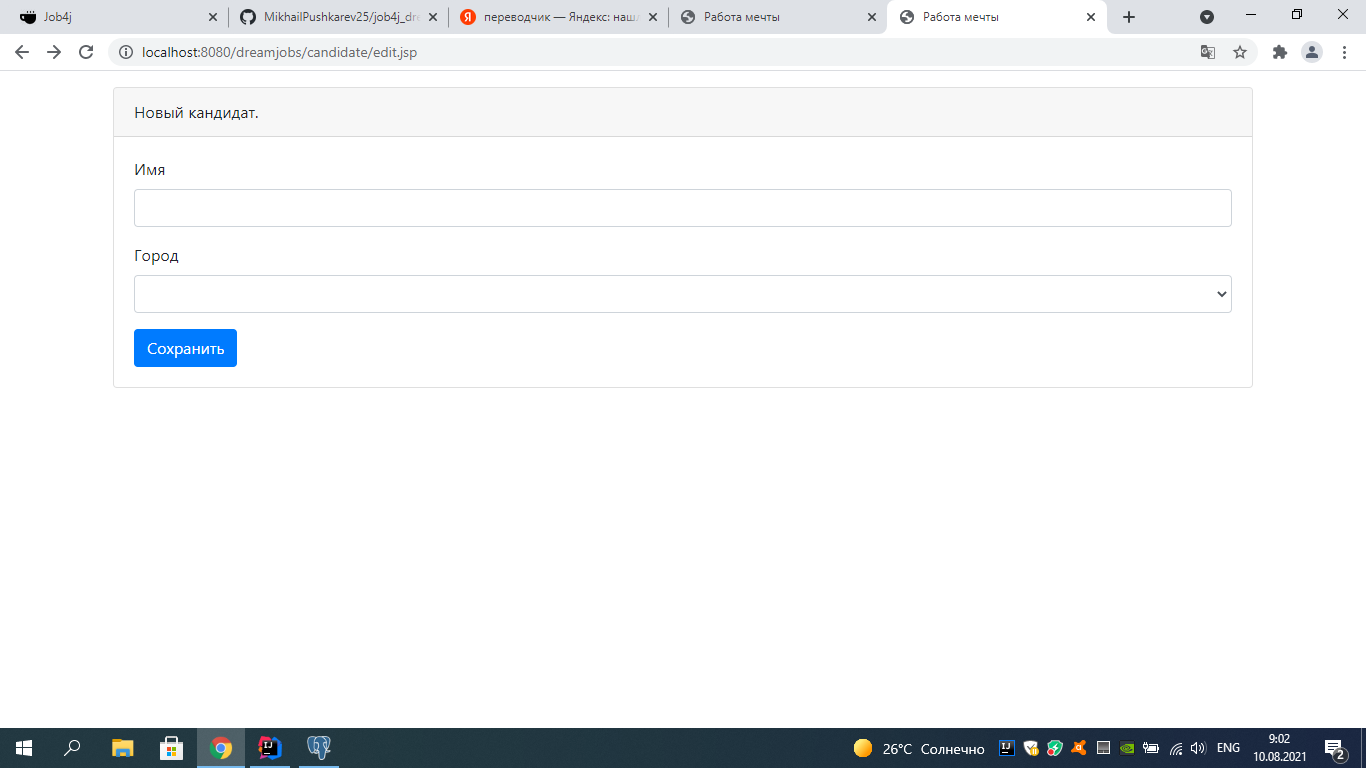 Job4j
MikhailPushkarev25/job4j_dre
переводчик — Яндекс: наш
Работа мечты
Работа мечты
localhost:8080/dreamjobs/candidate/edit.jsp
Новый кандидат.
Имя
Город
Сохранить
26°C Солнечно
ENG
9:02
10.08.2021
2